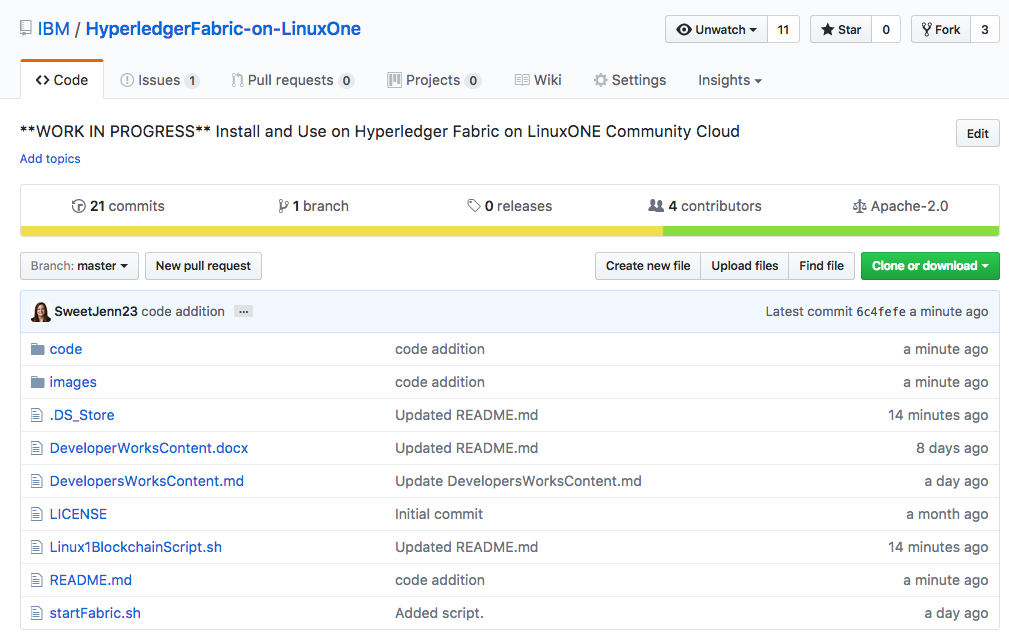 IBM / HyperledgerFabric-on-LinuxOne Unwatch 11 Star 0 Fork 3
Code Issues 1 Pull requests 0 Projects 0 Wiki Settings Insights
**WORK IN PROGRESS** Install and Use on Hyperledger Fabric on LinuxONE Community Cloud Edit
Add topics
21 commits 1 branch 0 releases 4 contributors Apache-2.0
Branch: master New pull request Create new file Upload files Find file Clone or download
SweetJenn23 code addition ... Latest commit 6c4fefe a minute ago
code code addition a minute ago
images code addition a minute ago
.DS_Store Updated README.md 14 minutes ago
DeveloperWorksContent.docx Updated README.md 8 days ago
DevelopersWorksContent.md Update DevelopersWorksContent.md a day ago
LICENSE Initial commit a month ago
Linux1BlockchainScript.sh Updated README.md 14 minutes ago
README.md code addition a minute ago
startFabric.sh Added script. a day ago